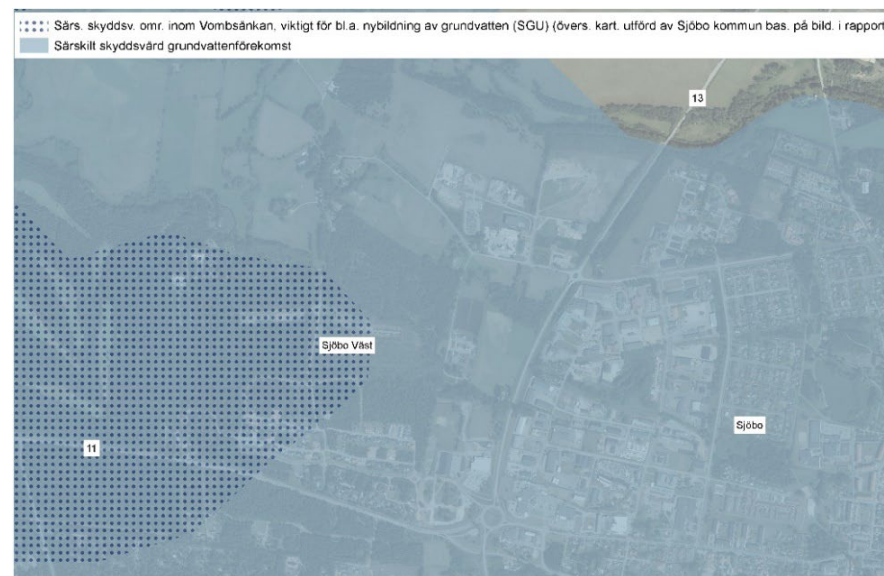 Särs. skyddsv. omr. inom Vombsänkan, viktigt för bl.a. nybildning av grundvatten (SGU) (övers. kart. utförd av Sjöbo kommun bas. på bild. i rapport
Särskilt skyddsvärd grundvattenförekomst
13
Sjöbo Väst
Sjöbo
11